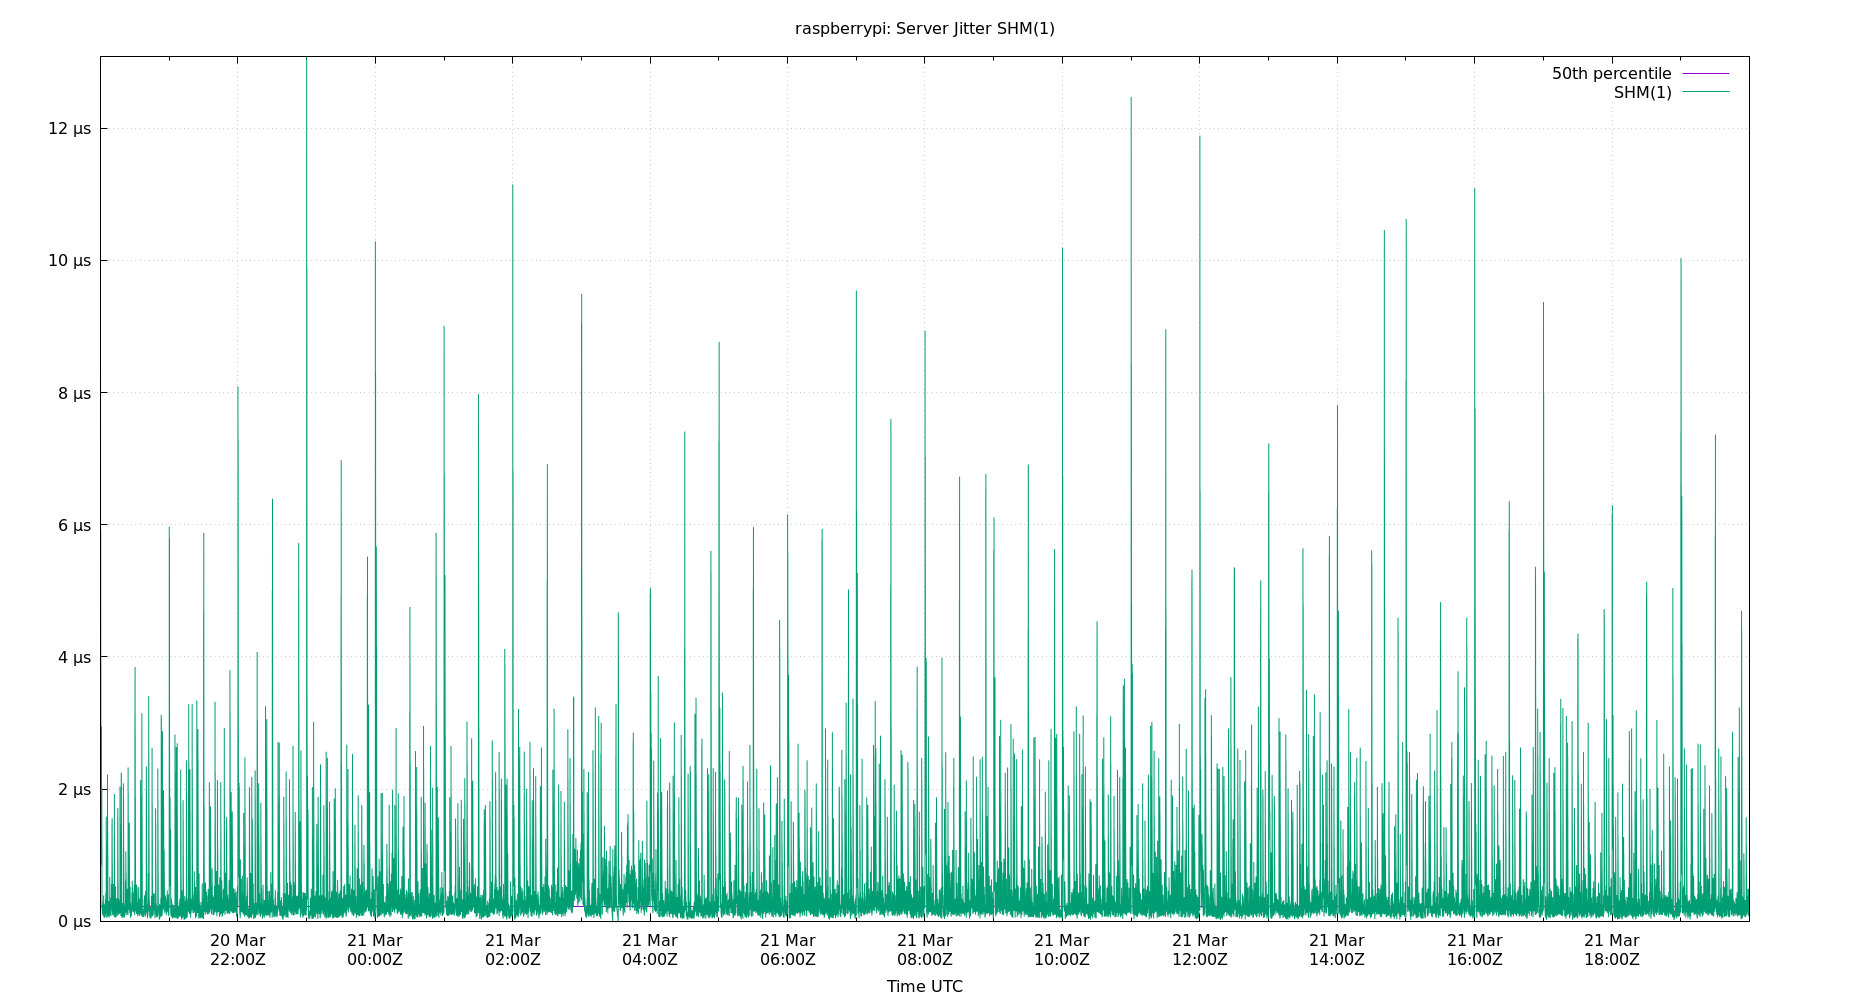 raspberrypi: Server Jitter SHM(1)
50th percentile
SHM(1)
12 µs
10 µs
8 µs
6 µs
4 µs
2 µs
0 µs
20 Mar 21 Mar 21 Mar 21 Mar 21 Mar 21 Mar 21 Mar 21 Mar 21 Mar 21 Mar 21 Mar
22:00Z 00:00Z 02:00Z 04:00Z 06:00Z 08:00Z 10:00Z 12:00Z 14:00Z 16:00Z 18:00Z
Time UTC